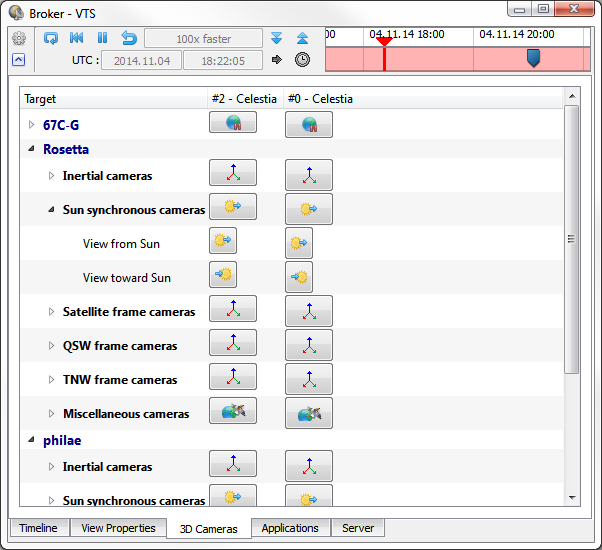 Broker - VTS
100x faster
UTC : 2014.11.04 18:22:05
00 04.11.14 18:00 04.11.14 20:00
Target #2 - Celestia #0 - Celestia
67C-G
Rosetta
Inertial cameras
Sun synchronous cameras
View from Sun
View toward Sun
Satellite frame cameras
QSW frame cameras
TNW frame cameras
Miscellaneous cameras
philae
Inertial cameras
Sun synchronous cameras
Timeline View Properties 3D Cameras Applications Server